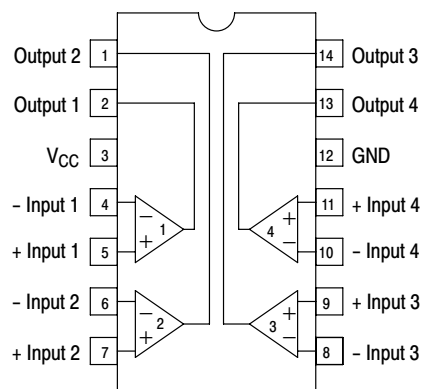 Output 2 1 14 Output 3
Output 1 2 13 Output 4
VCC 3 12 GND
– Input 1 4 – 1 + 4 11 + Input 4
+ Input 1 5 + – 10 – Input 4
– Input 2 6 – 2 + 3 9 + Input 3
+ Input 2 7 + – 8 – Input 3